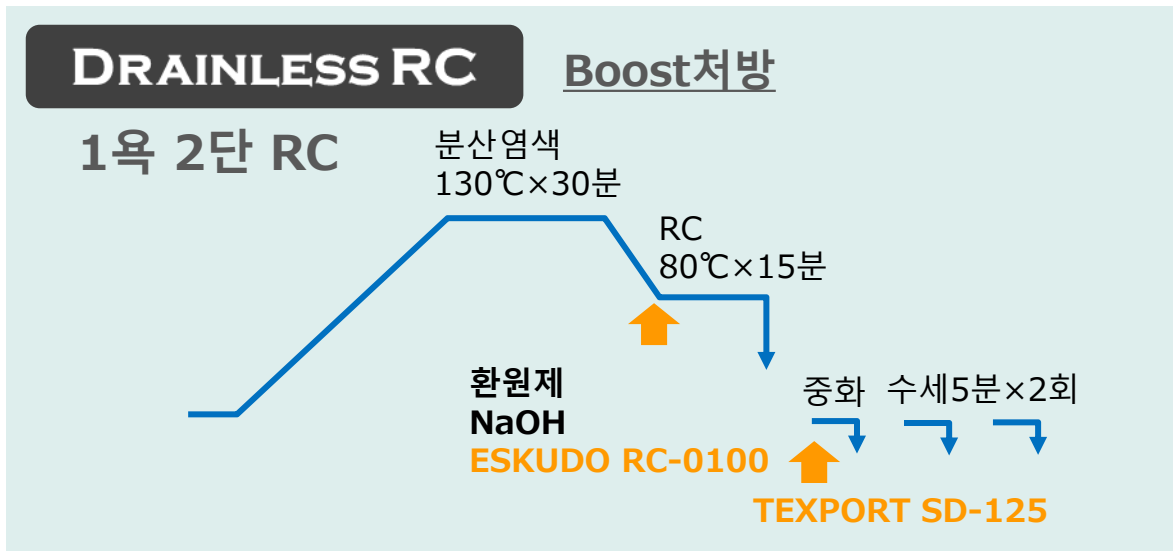 DRAINLESS RC
Boost처방
1욕 2단 RC
분산염색
130℃×30분
RC
80℃×15분
환원제
NaOH
ESKUDO RC-0100
중화
수세5분×2회
TEXPORT SD-125